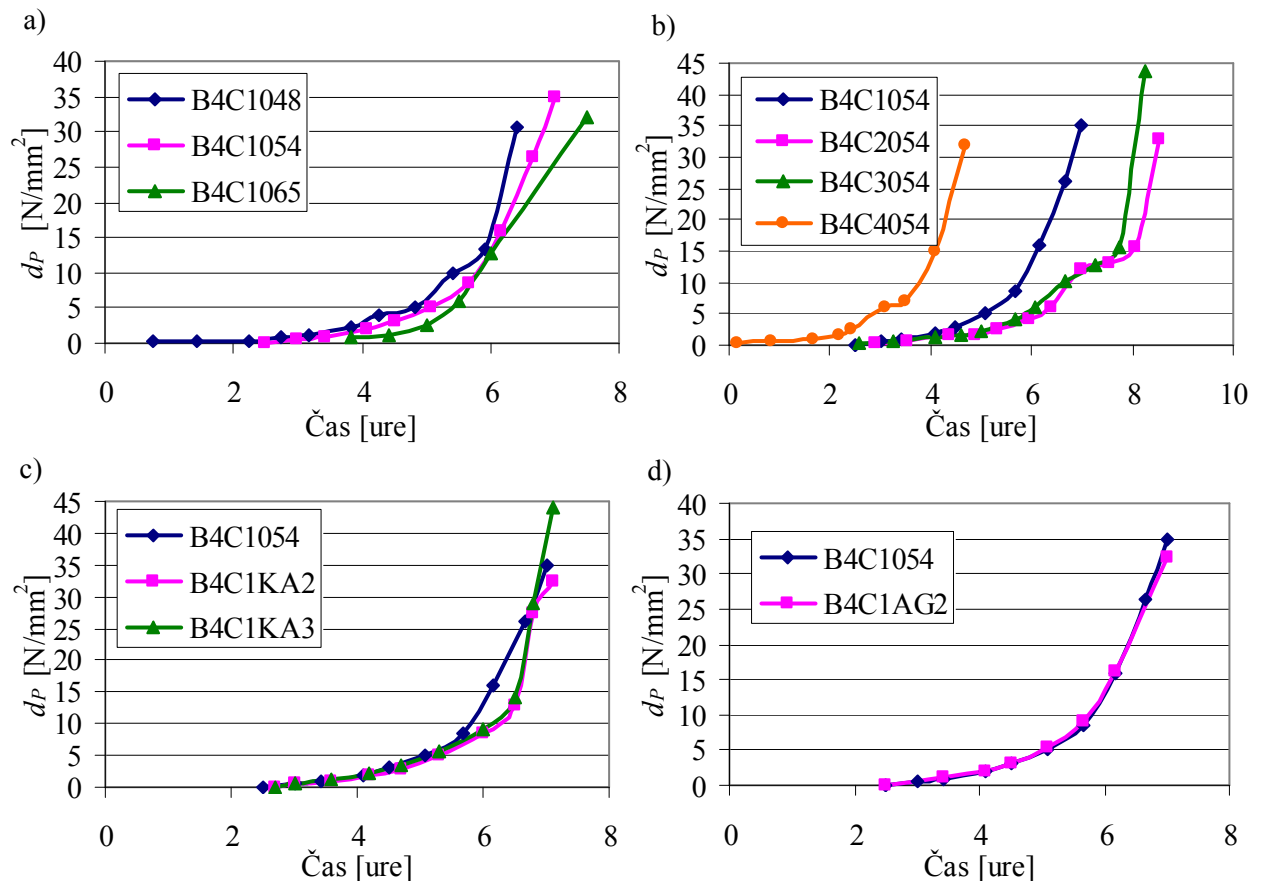 a)
40
35
30
25
20
15
10
5
0
dP [N/mm²]
B4C1048
B4C1054
B4C1065
0 2 4 6 8
Čas [ure]
b)
45
40
35
30
25
20
15
10
5
0
dP [N/mm²]
B4C1054
B4C2054
B4C3054
B4C4054
0 2 4 6 8 10
Čas [ure]
c)
45
40
35
30
25
20
15
10
5
0
dP [N/mm²]
B4C1054
B4C1KA2
B4C1KA3
0 2 4 6 8
Čas [ure]
d)
40
35
30
25
20
15
10
5
0
dP [N/mm²]
B4C1054
B4C1AG2
0 2 4 6 8
Čas [ure]